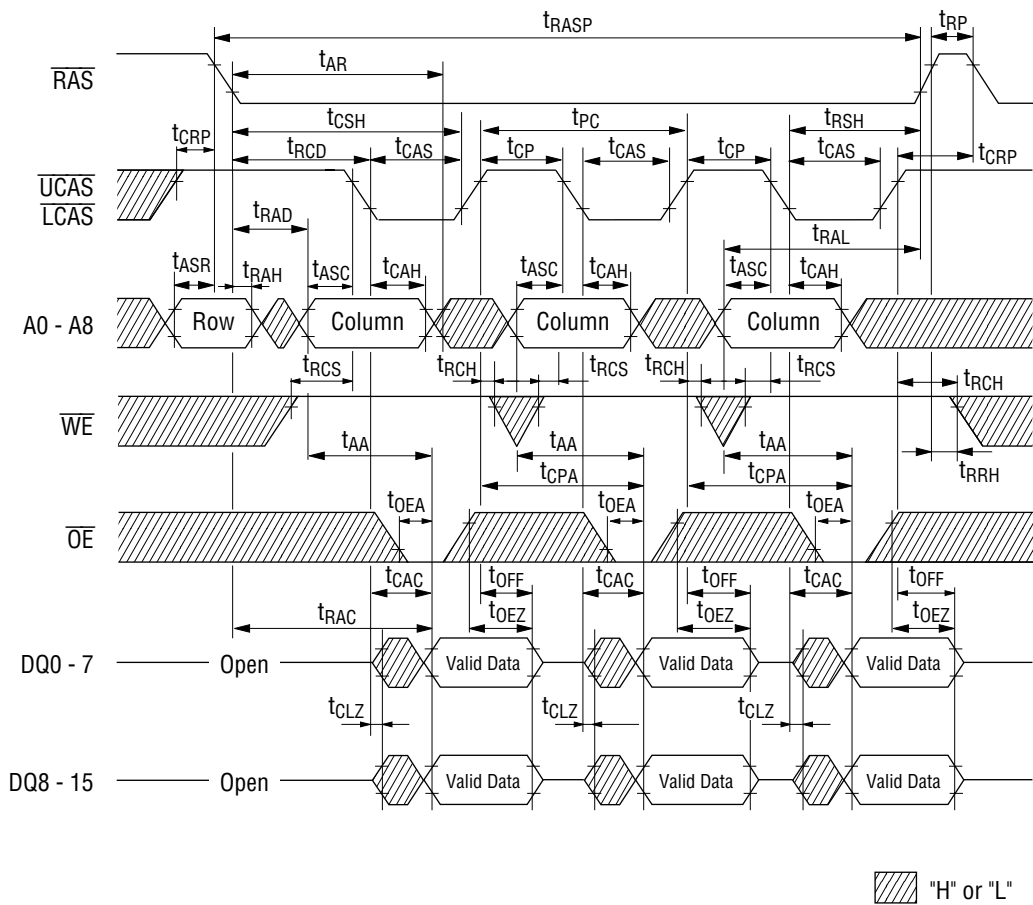 tRASP tRP
RAS tAR
tCSH tPC tRSH
tCRP tRCD tCAS tCP tCAS tCP tCAS tCRP
UCAS
LCAS
tRAD tRAL
tASR tRAH tASC tCAH tASC tCAH tASC tCAH
A0 - A8 Row Column Column Column
tRCS tRCH tRCS tRCH tRCS tRCH
WE
tAA tAA tAA tRRH
tCPA tCPA
tOEA tOEA tOEA
OE
tCAC tOFF tCAC tOFF tCAC tOFF
tRAC tOEZ tOEZ tOEZ
DQ0 - 7 Open Valid Data Valid Data Valid Data
tCLZ tCLZ tCLZ
DQ8 - 15 Open Valid Data Valid Data Valid Data
"H" or "L"